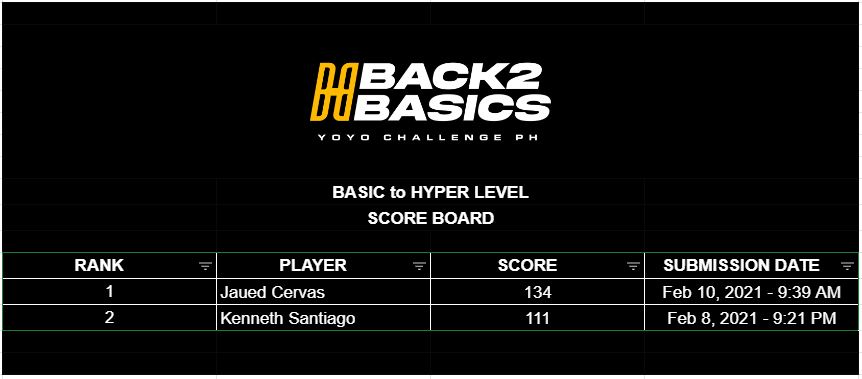 BACK2
BASICS
YOYO CHALLENGE PH
BASIC to HYPER LEVEL
SCORE BOARD
RANK PLAYER SCORE SUBMISSION DATE
1 Jaued Cervas 134 Feb 10, 2021 - 9:39 AM
2 Kenneth Santiago 111 Feb 8, 2021 - 9:21 PM